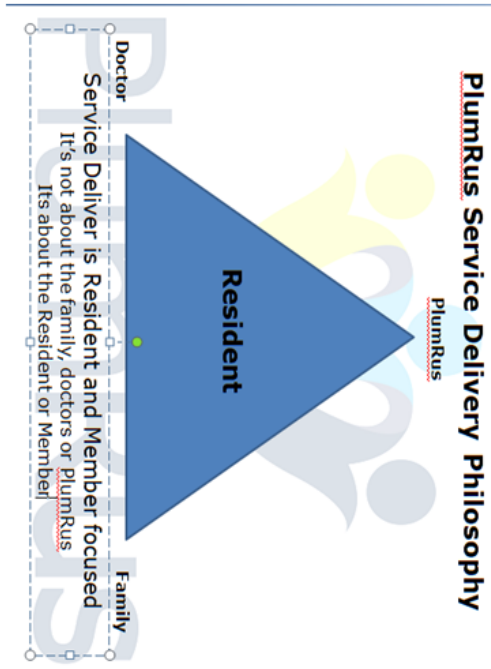 PlumRus Service Delivery Philosophy
PlumRus
Resident
Doctor
Family
Service Deliver is Resident and Member focused
It's not about the family, doctors or PlumRus
Its about the Resident or Member
PlumRus